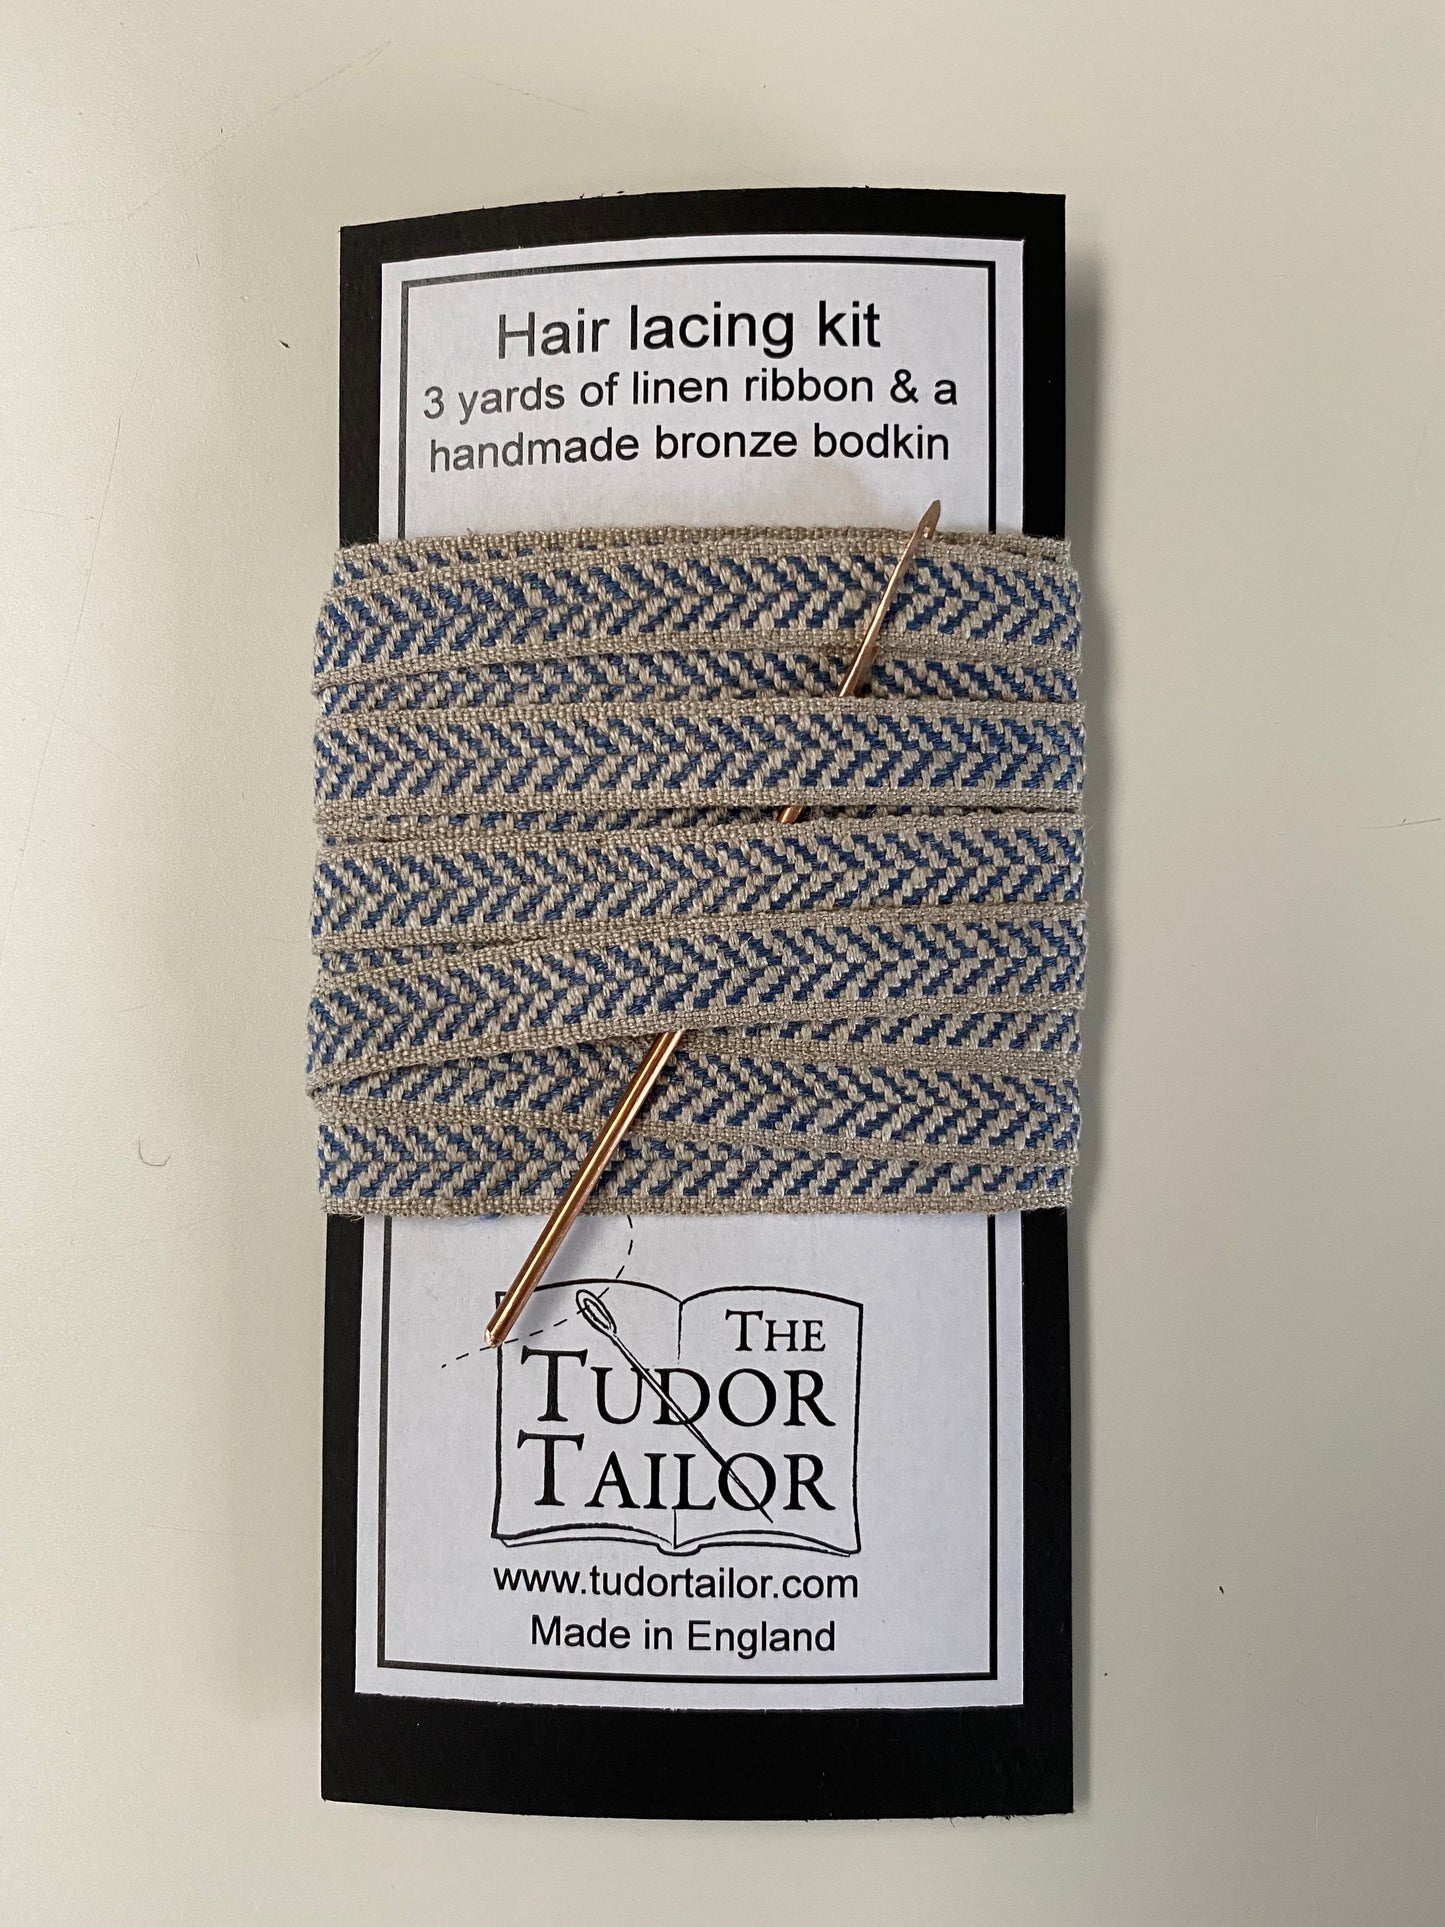 Hair lacing kit
3 yards of linen ribbon & a
handmade bronze bodkin
THE
TUDOR
TAILOR
www.tudortailor.com
Made in England